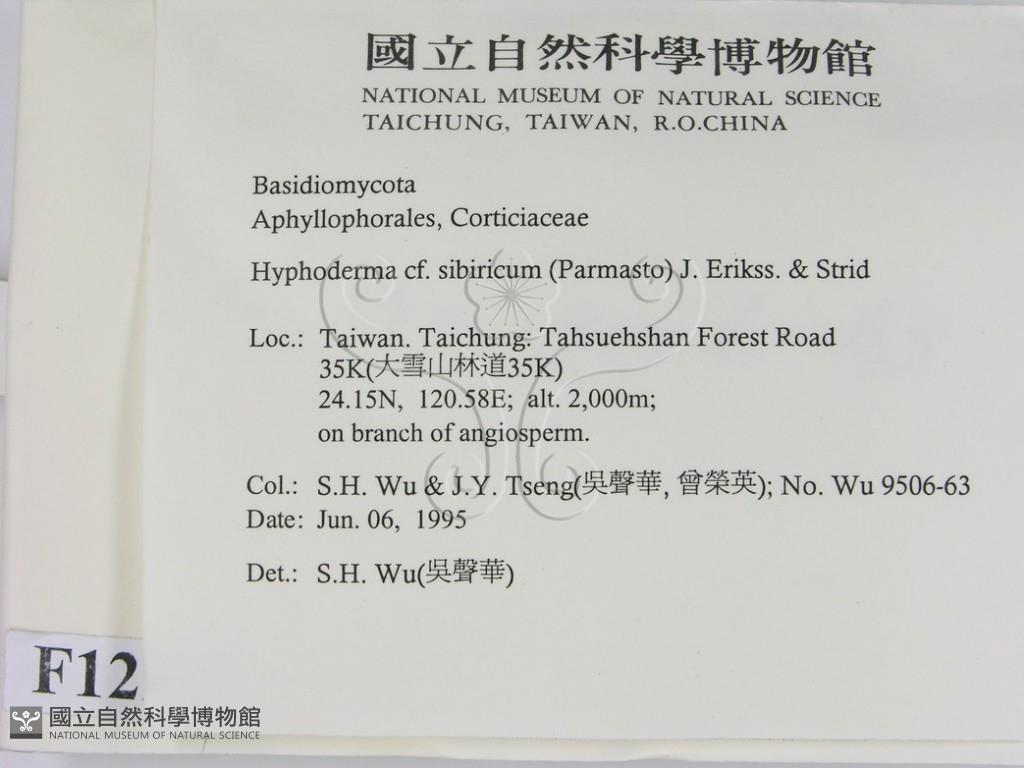 國立自然科學博物館
NATIONAL MUSEUM OF NATURAL SCIENCE
TAICHUNG, TAIWAN, R.O.CHINA
Basidiomycota
Aphyllophorales, Corticiaceae
Hyphoderma cf. sibiricum (Parmasto) J. Erikss. & Strid
Loc.: Taiwan. Taichung: Tahsuehshan Forest Road
35K(大雪山林道35K)
24.15N, 120.58E; alt. 2,000m;
on branch of angiosperm.
Col.: S.H. Wu & J.Y. Tseng(吳聲華, 曾榮英); No. Wu 9506-63
Date: Jun. 06, 1995
Det.: S.H. Wu(吳聲華)
F12
國立自然科學博物館
NATIONAL MUSEUM OF NATURAL SCIENCE